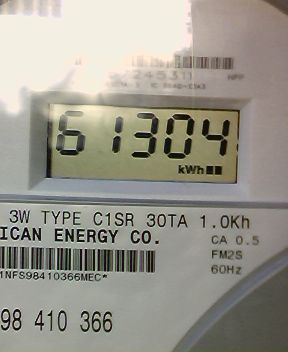 61304
kWh
3W TYPE C1SR 30TA 1.0Kh
ICAN ENERGY CO.
CA 0.5
FM2S
60Hz
1NFS98410366MEC*
98 410 366